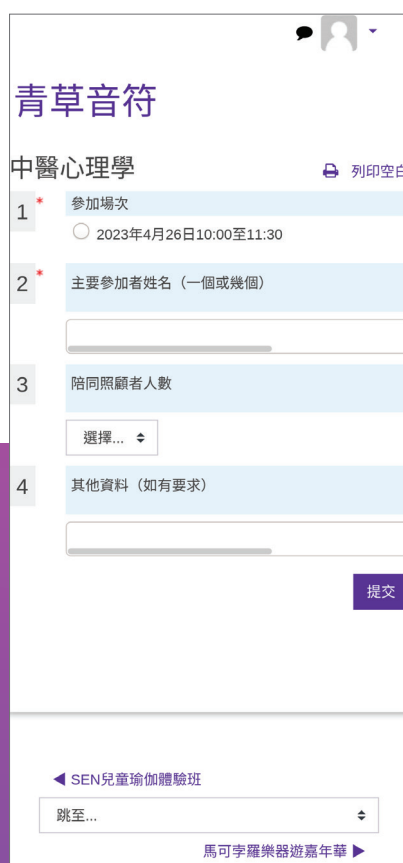 青草音符
中醫心理學
列印空白
1 * 參加場次
2023年4月26日10:00至11:30
2 * 主要參加者姓名（一個或幾個）
3 陪同照顧者人數
選擇...
4 其他資料（如有要求）
提交
◀ SEN兒童瑜伽體驗班
跳至...
馬可孛羅樂器遊嘉年華 ▶